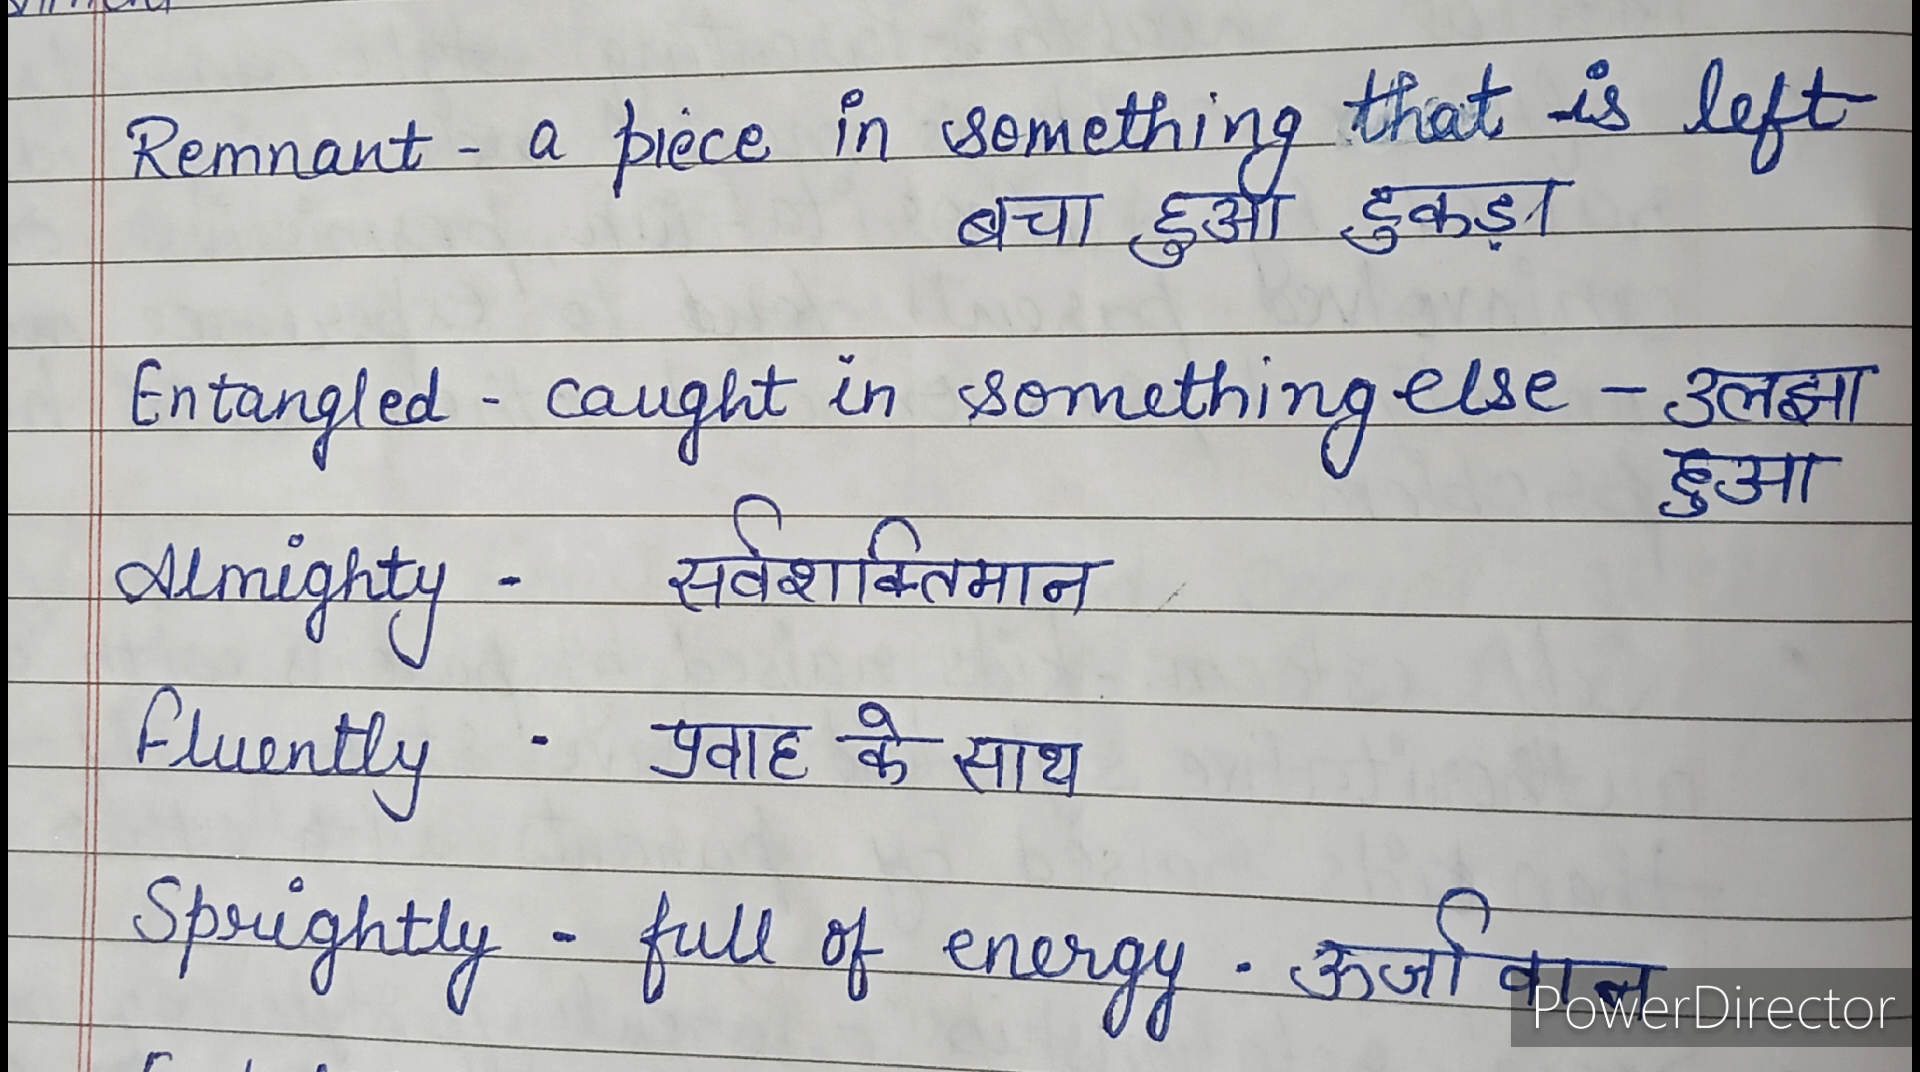 Remnant - a piece in something that is left
बचा हुआ टुकड़ा
Entangled - caught in something else - उलझा
हुआ
Almighty - सर्वशक्तिमान
fluently - प्रवाह के साथ
Sprightly - full of energy - ऊर्जावान
PowerDirector